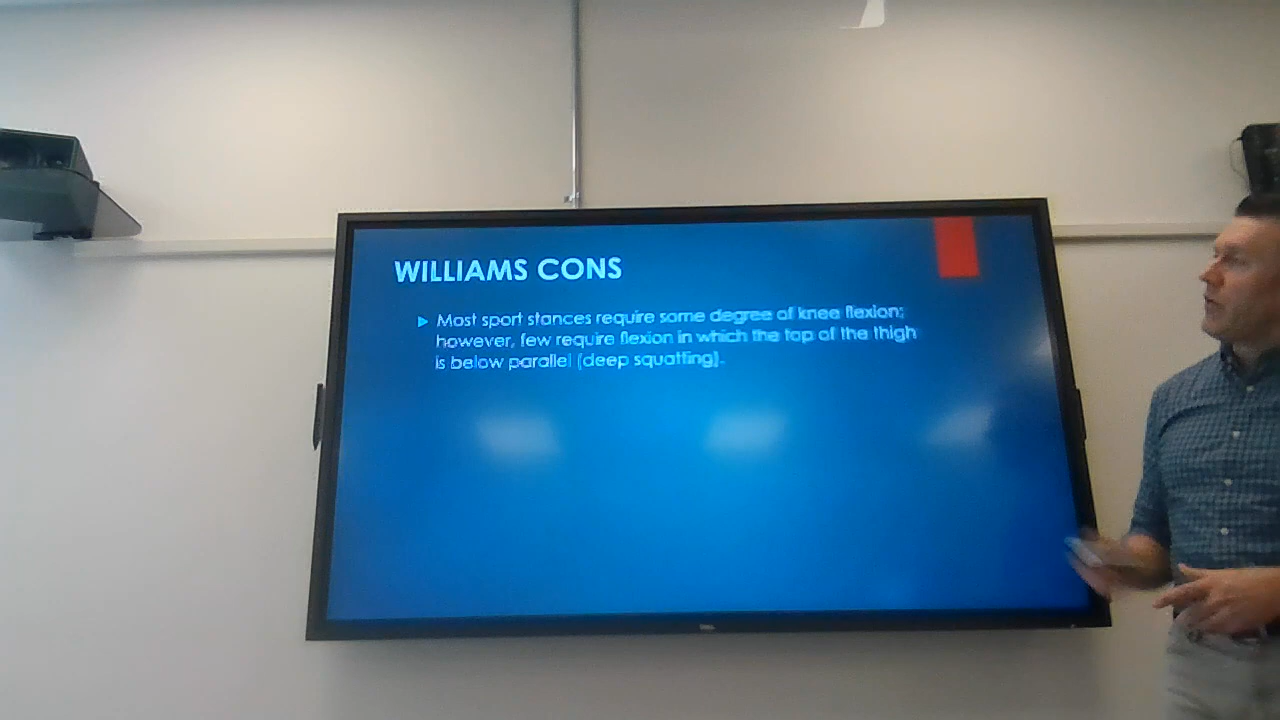 WILLIAMS CONS
Most sport stances require some degree of knee flexion;
however, few require flexion in which the top of the thigh
is below parallel (deep squatting).